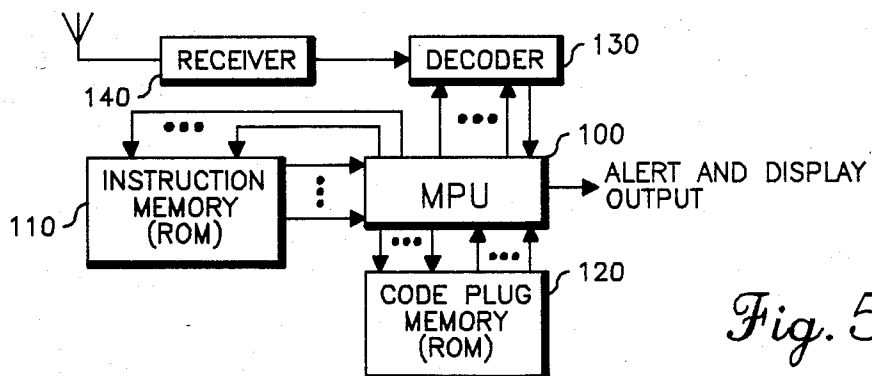 RECEIVER
140
DECODER
130
100
INSTRUCTION
MEMORY
(ROM)
110
MPU
ALERT AND DISPLAY
OUTPUT
CODE PLUG
MEMORY
(ROM)
120
Fig. 5